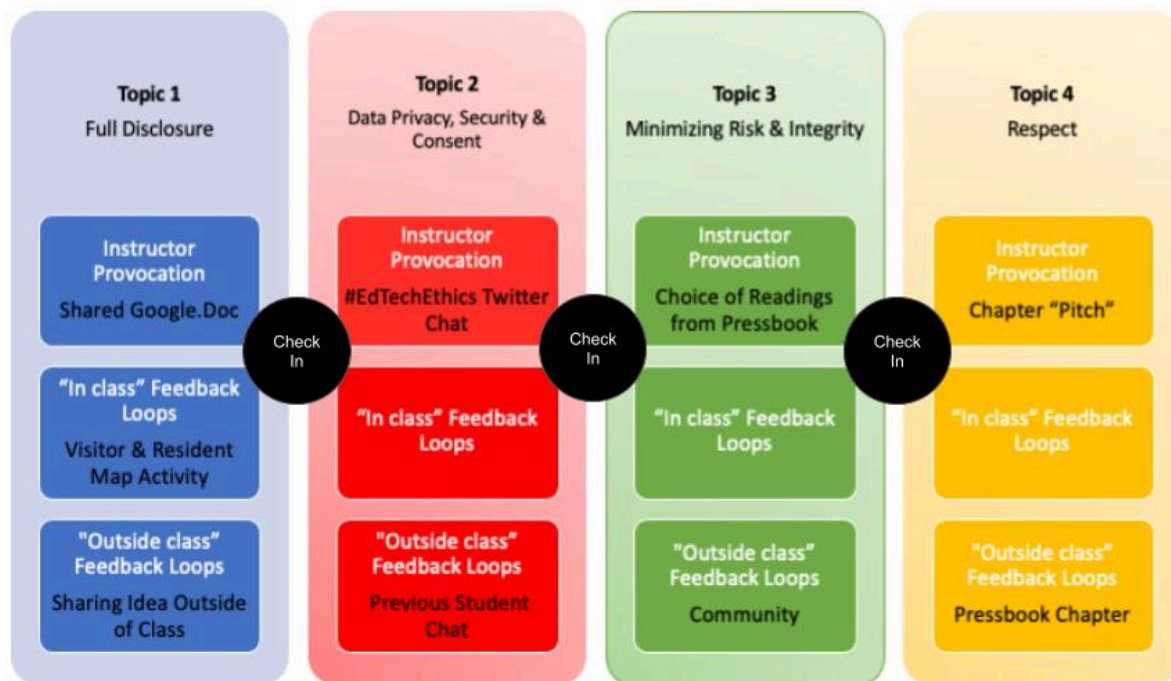 Topic 1
Full Disclosure
Instructor
Provocation
Shared Google.Doc
“In class” Feedback
Loops
Visitor & Resident
Map Activity
"Outside class”
Feedback Loops
Sharing Idea Outside
of Class
Check
In
Topic 2
Data Privacy, Security &
Consent
Instructor
Provocation
#EdTechEthics Twitter
Chat
“In class” Feedback
Loops
"Outside class”
Feedback Loops
Previous Student
Chat
Check
In
Topic 3
Minimizing Risk & Integrity
Instructor
Provocation
Choice of Readings
from Pressbook
“In class” Feedback
Loops
"Outside class”
Feedback Loops
Community
Check
In
Topic 4
Respect
Instructor
Provocation
Chapter “Pitch”
“In class” Feedback
Loops
"Outside class”
Feedback Loops
Pressbook Chapter